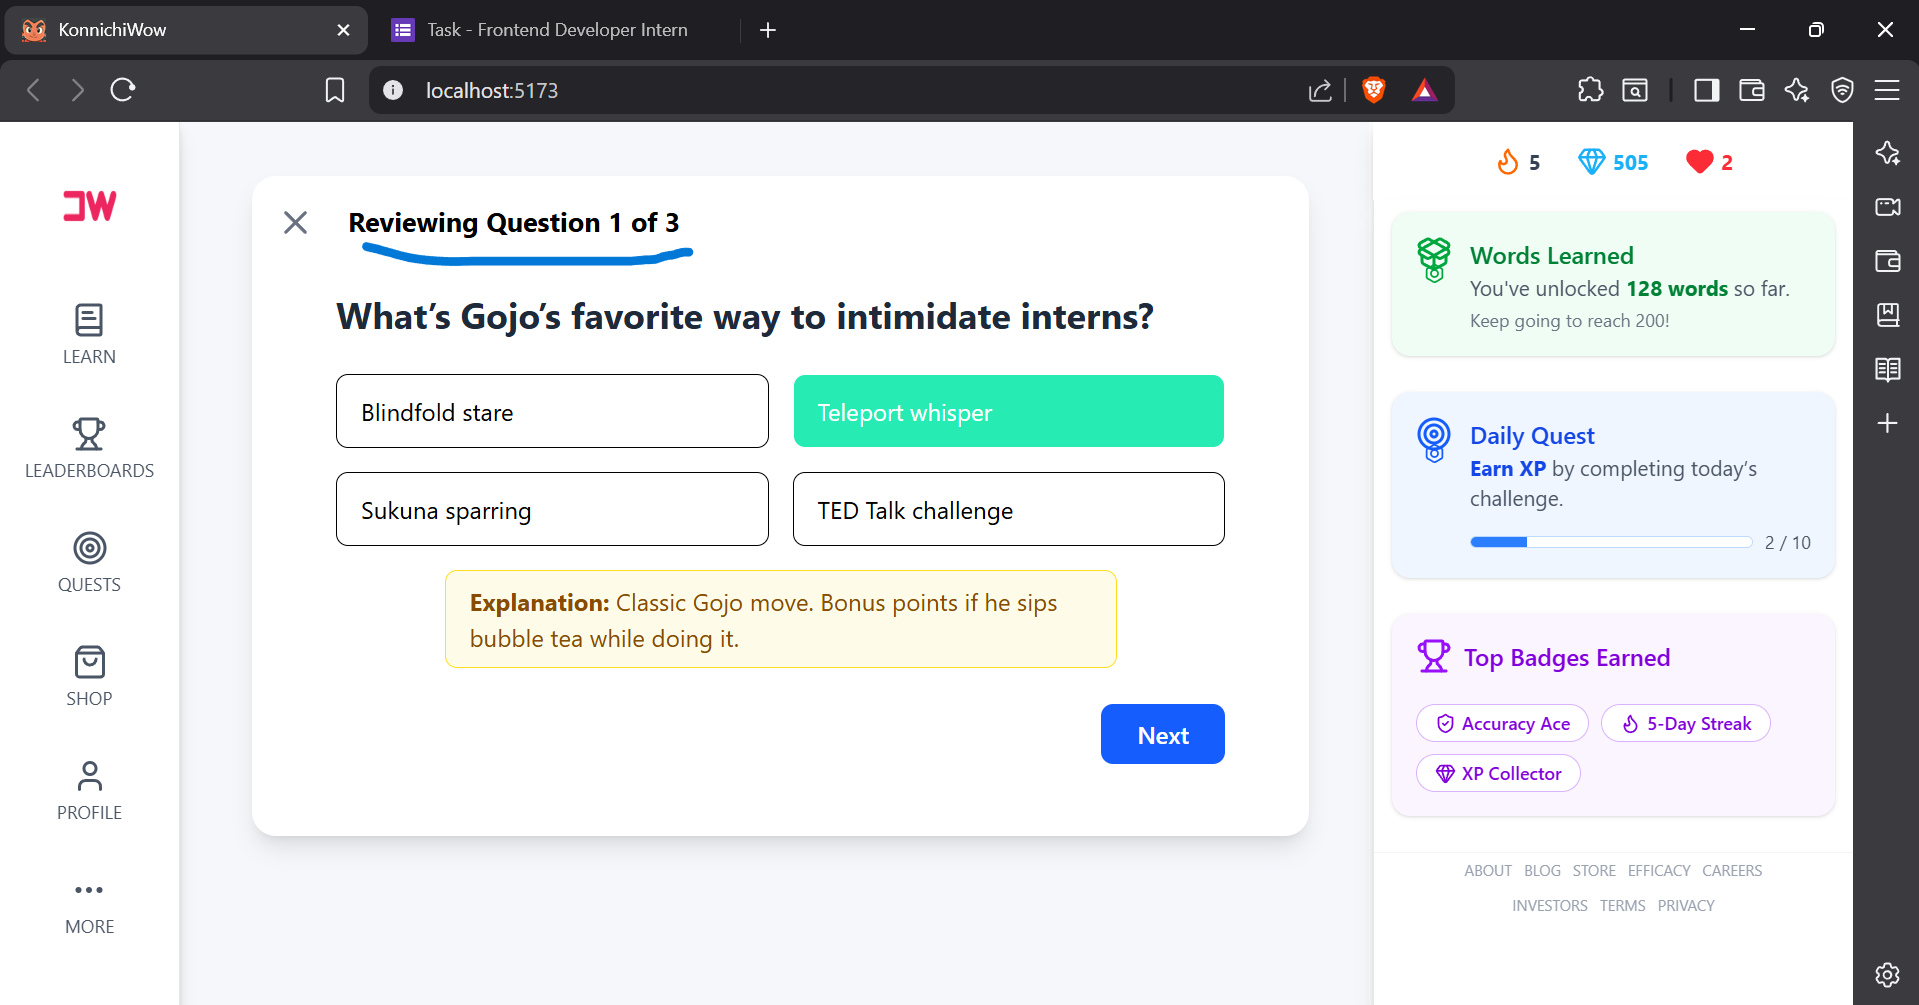 KonnichiWow
Task - Frontend Developer Intern
localhost:5173
LEARN
LEADERBOARDS
QUESTS
SHOP
PROFILE
MORE
Reviewing Question 1 of 3
What’s Gojo’s favorite way to intimidate interns?
Blindfold stare
Teleport whisper
Sukuna sparring
TED Talk challenge
Explanation: Classic Gojo move. Bonus points if he sips
bubble tea while doing it.
Next
5 505 2
Words Learned
You've unlocked 128 words so far.
Keep going to reach 200!
Daily Quest
Earn XP by completing today’s
challenge.
2 / 10
Top Badges Earned
Accuracy Ace
5-Day Streak
XP Collector
ABOUT BLOG STORE EFFICACY CAREERS
INVESTORS TERMS PRIVACY